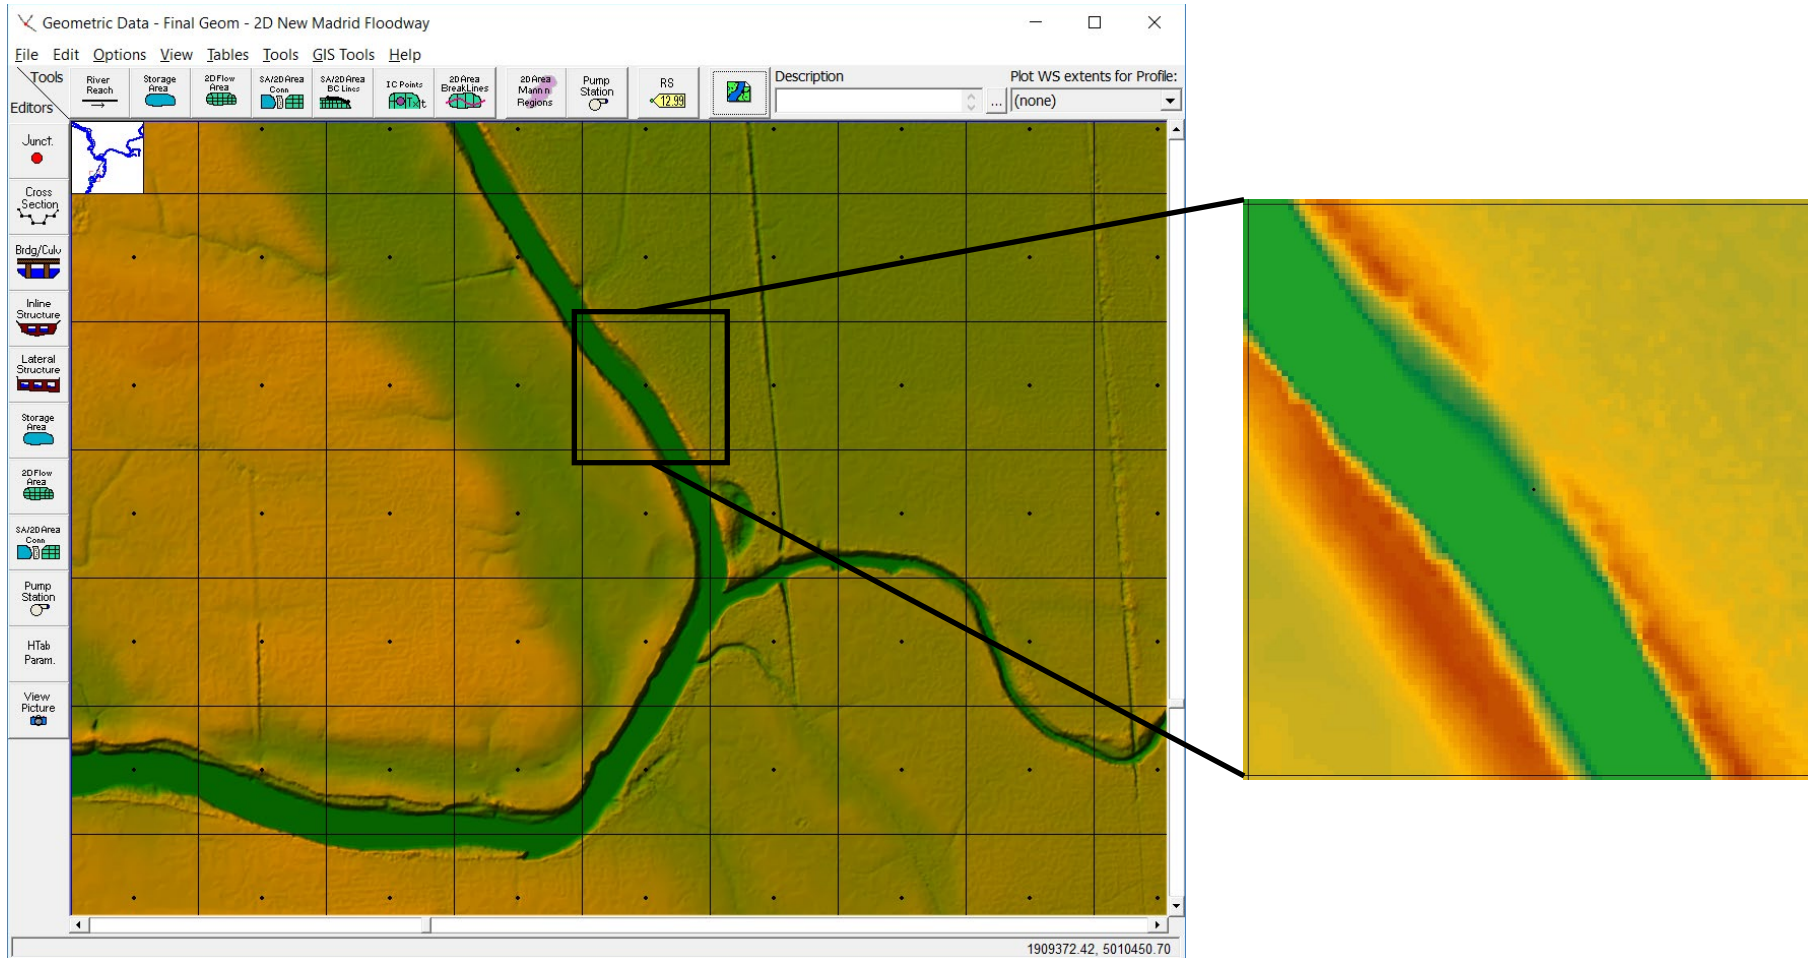 Geometric Data - Final Geom - 2D New Madrid Floodway
File Edit Options View Tables Tools GIS Tools Help
Tools
Editors
River
Reach
Storage
Area
2D Flow
Area
SA/2D Area
Conn
SA/2D Area
BC Lines
IC Points
Txt
2D Area
BreakLines
2D Area
Mann n
Regions
Pump
Station
RS
12.99
Description
...
Plot WS extents for Profile:
(none)
Junct.
Cross
Section
Brdg/Culv
Inline
Structure
Lateral
Structure
Storage
Area
2D Flow
Area
SA/2D Area
Conn
Pump
Station
HTab
Param.
View
Picture
1909372.42, 5010450.70